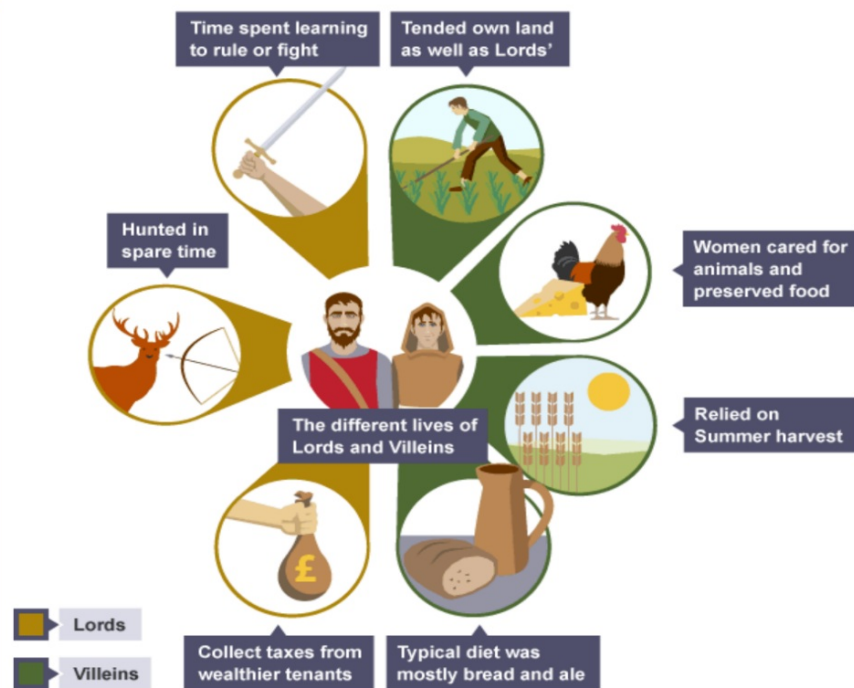 Time spent learning
to rule or fight
Tended own land
as well as Lords'
Hunted in
spare time
Women cared for
animals and
preserved food
The different lives of
Lords and Villeins
Relied on
Summer harvest
£
Lords
Villeins
Collect taxes from
wealthier tenants
Typical diet was
mostly bread and ale